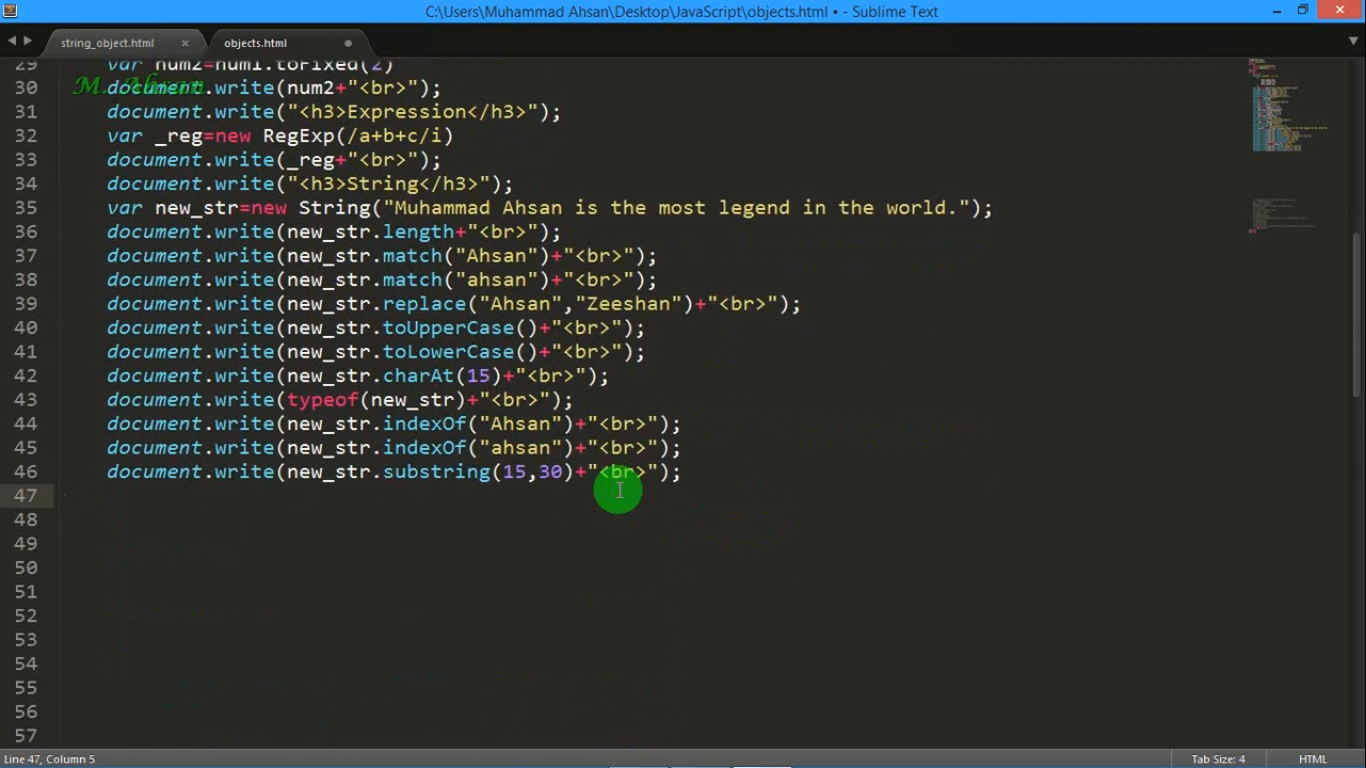 C:\Users\Muhammad Ahsan\Desktop\JavaScript\objects.html • - Sublime Text
string_object.html × objects.html
M. Ahsan
29 var num2=num1.toFixed(2)
30 document.write(num2+"<br>");
31 document.write("<h3>Expression</h3>");
32 var _reg=new RegExp(/a+b+c/i)
33 document.write(_reg+"<br>");
34 document.write("<h3>String</h3>");
35 var new_str=new String("Muhammad Ahsan is the most legend in the world.");
36 document.write(new_str.length+"<br>");
37 document.write(new_str.match("Ahsan")+"<br>");
38 document.write(new_str.match("ahsan")+"<br>");
39 document.write(new_str.replace("Ahsan","Zeeshan")+"<br>");
40 document.write(new_str.toUpperCase()+"<br>");
41 document.write(new_str.toLowerCase()+"<br>");
42 document.write(new_str.charAt(15)+"<br>");
43 document.write(typeof(new_str)+"<br>");
44 document.write(new_str.indexOf("Ahsan")+"<br>");
45 document.write(new_str.indexOf("ahsan")+"<br>");
46 document.write(new_str.substring(15,30)+"<br>");
47
48
49
50
51
52
53
54
55
56
57
Line 47, Column 5
Tab Size: 4
HTML